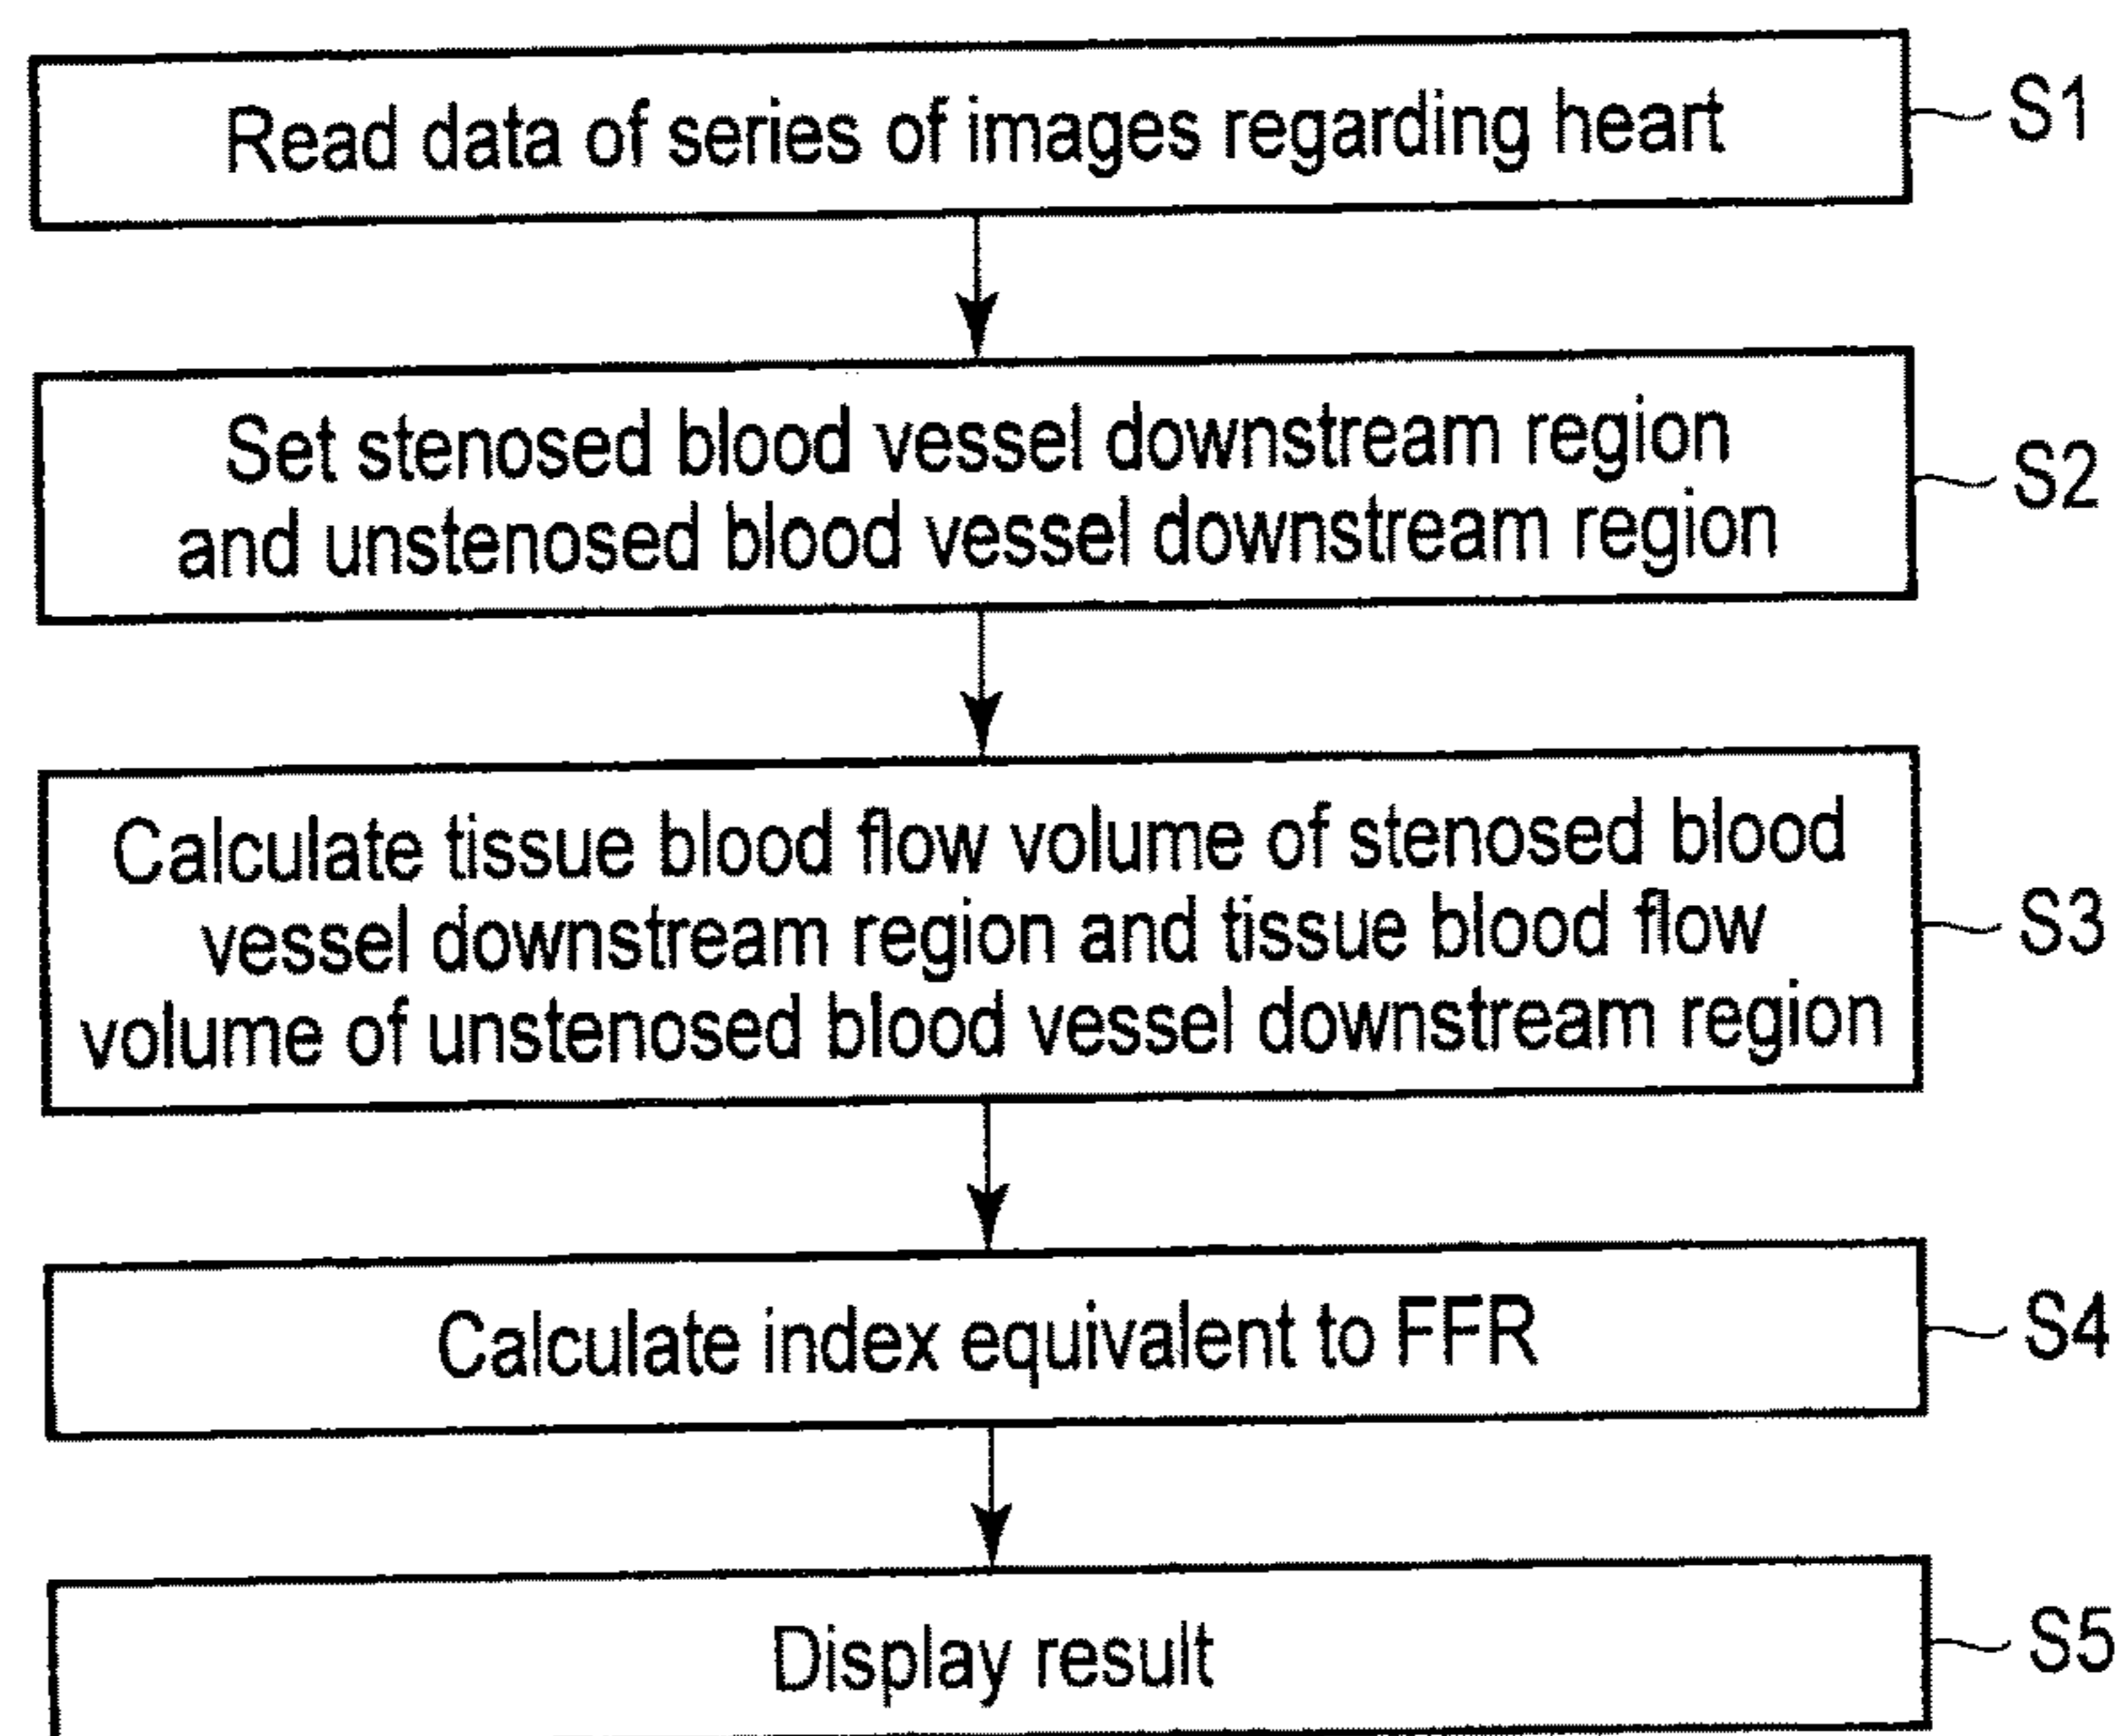 Read data of series of images regarding heart
S1
Set stenosed blood vessel downstream region
and unstenosed blood vessel downstream region
S2
Calculate tissue blood flow volume of stenosed blood
vessel downstream region and tissue blood flow
volume of unstenosed blood vessel downstream region
S3
Calculate index equivalent to FFR
S4
Display result
S5